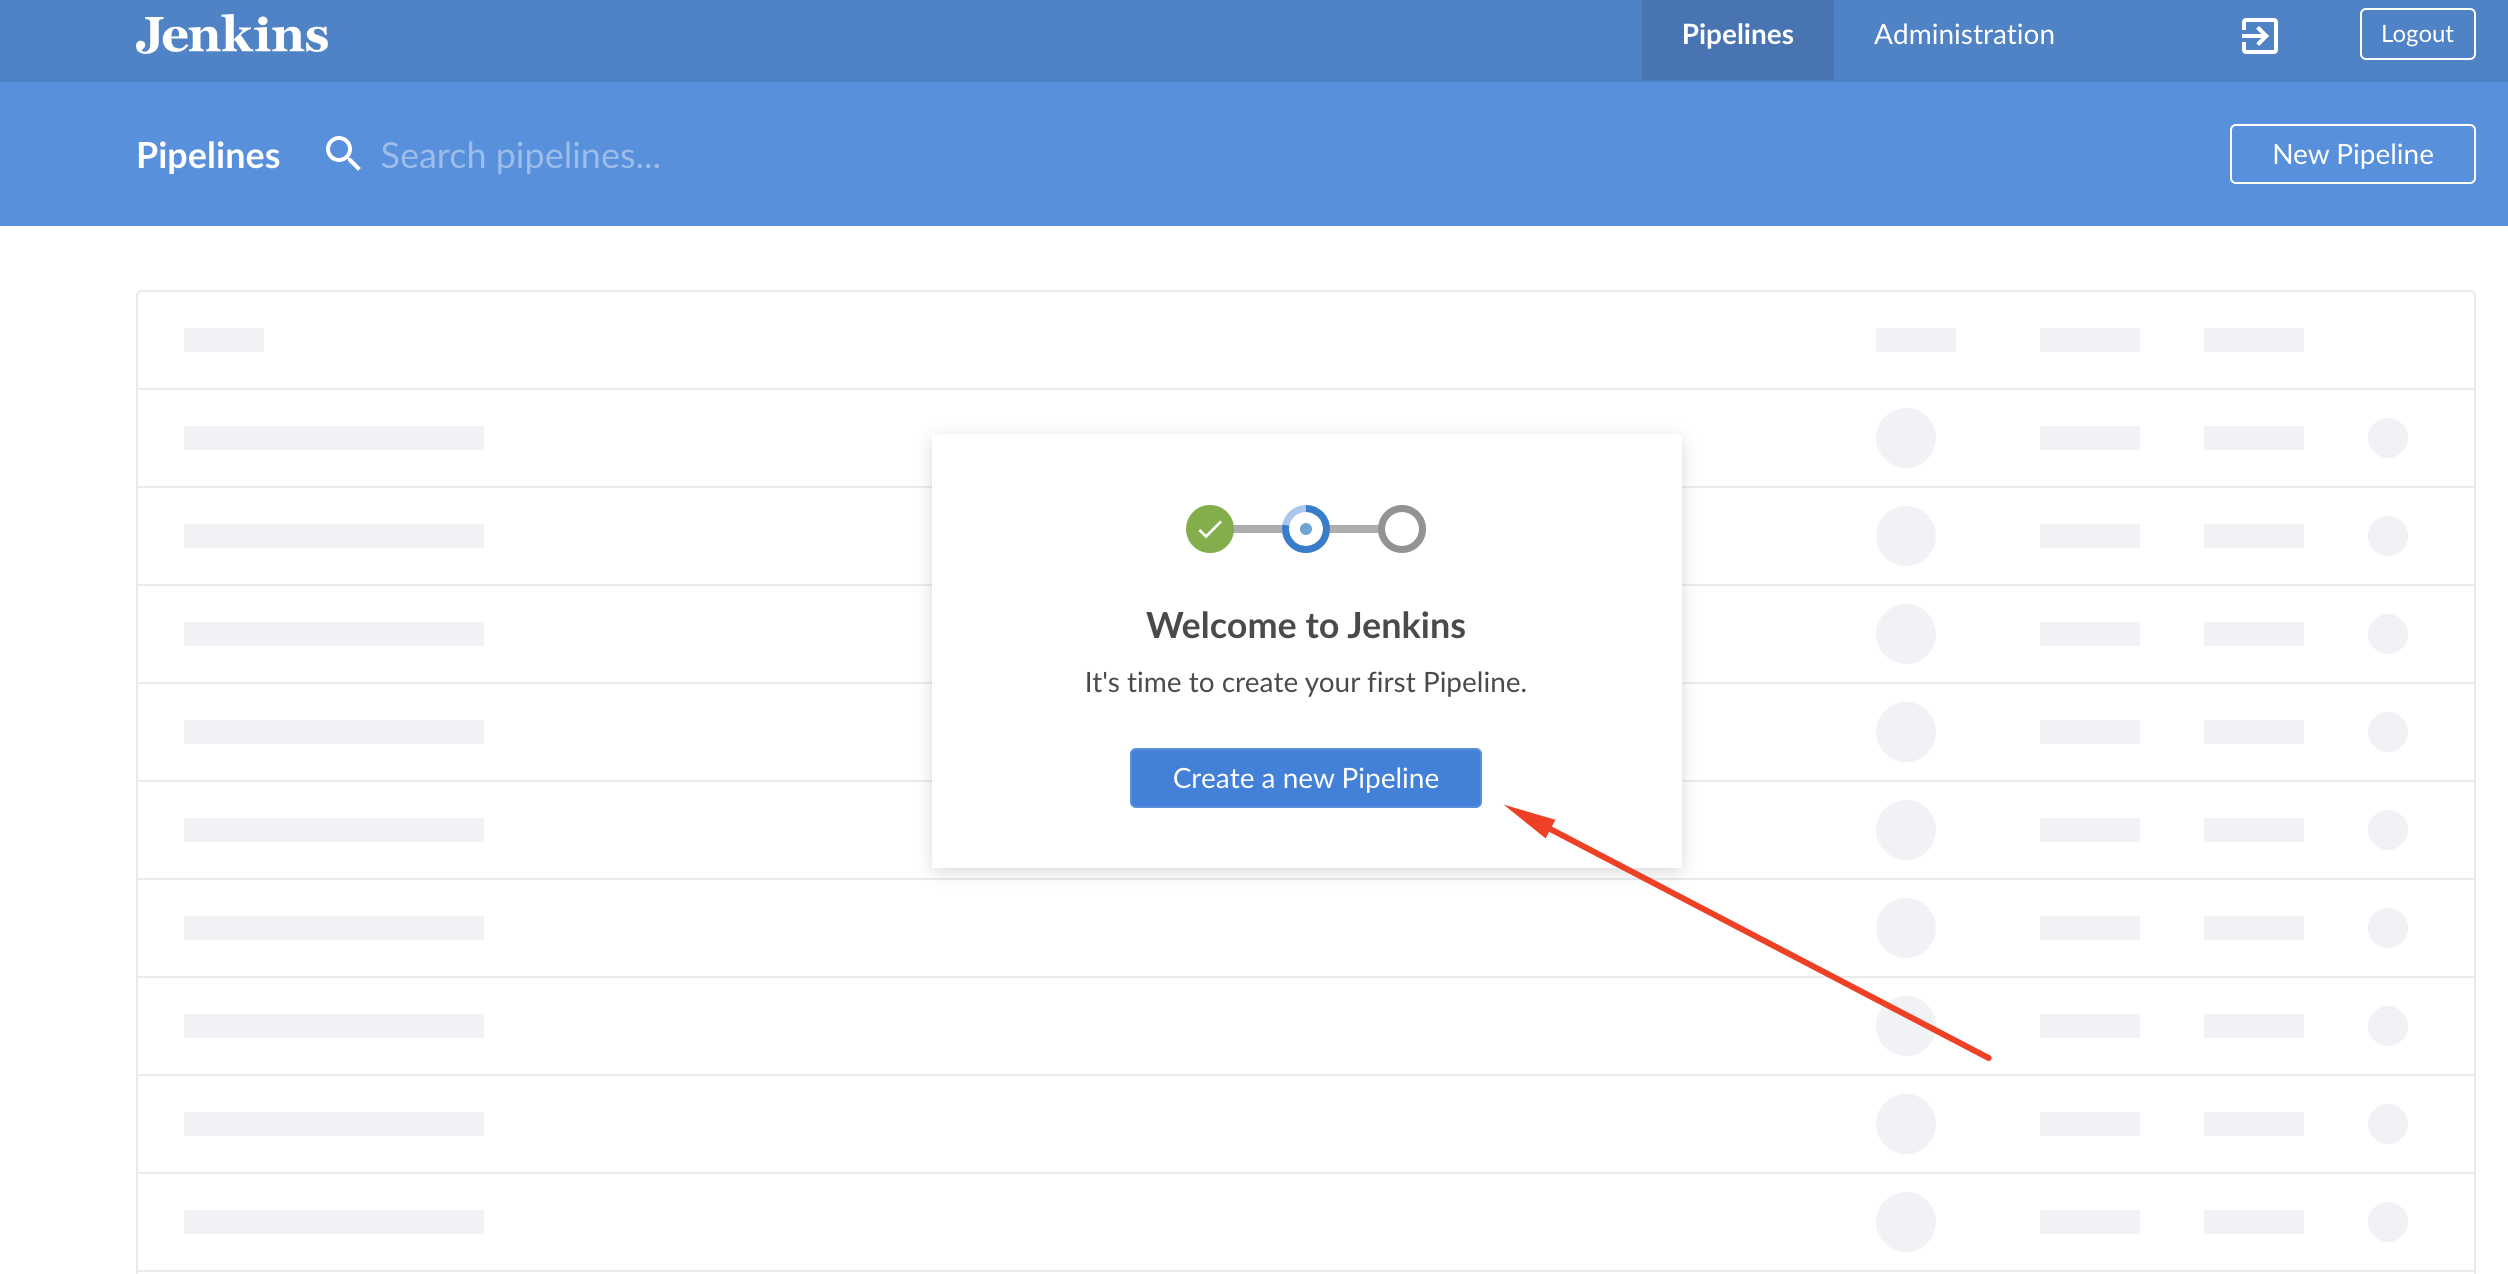 Jenkins
Pipelines
Administration
Logout
Pipelines
Search pipelines...
New Pipeline
Welcome to Jenkins
It's time to create your first Pipeline.
Create a new Pipeline